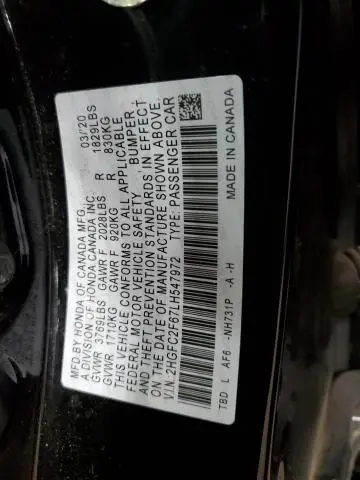 MFD.BY HONDA OF CANADA MFG. 03/20
A DIVISION OF HONDA CANADA INC.
GVWR 3769LBS GAWR F 2028LBS R 1829LBS
GVWR 1710KG GAWR F 920KG R 830KG
THIS VEHICLE CONFORMS TO ALL APPLICABLE
FEDERAL MOTOR VEHICLE SAFETY, BUMPER,
AND THEFT PREVENTION STANDARDS IN EFFECT
ON THE DATE OF MANUFACTURE SHOWN ABOVE.
V.I.N:2HGFC2F67LH547972 TYPE: PASSENGER CAR
TBD L AF6 -NH731P -A -H MADE IN CANADA